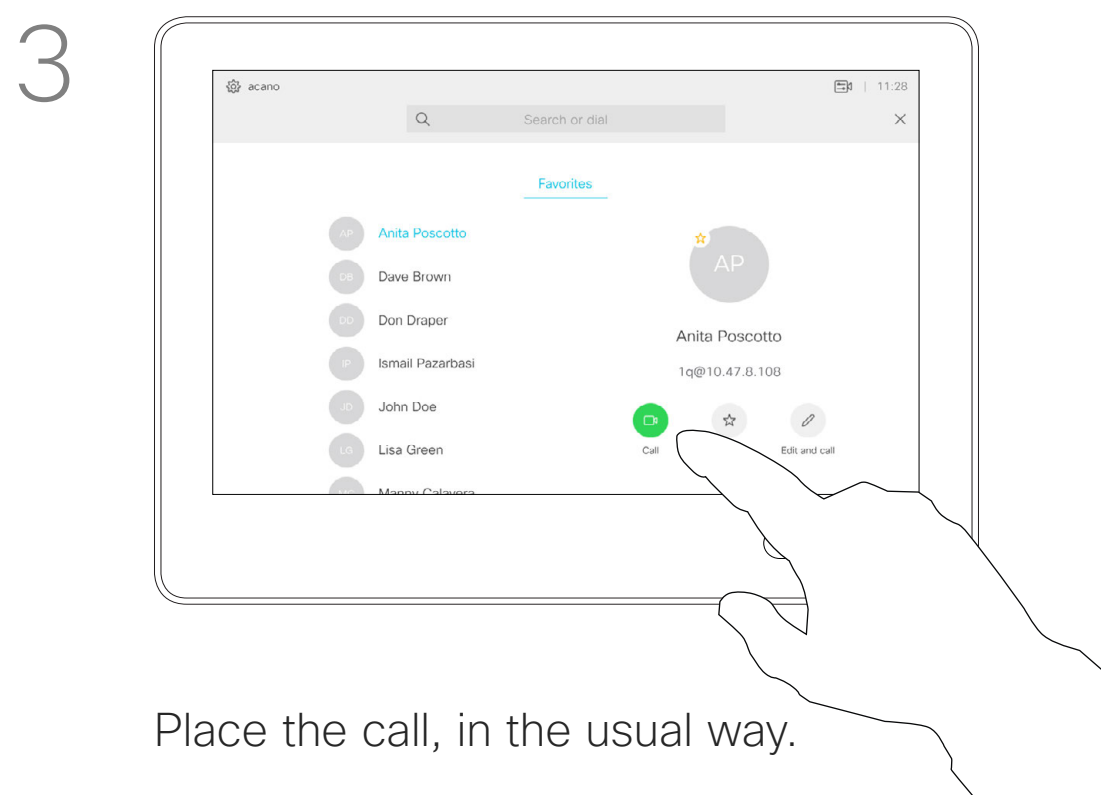 3
acano
11:28
Search or dial
Favorites
AP
Anita Poscotto
DB
Dave Brown
DD
Don Draper
IP
Ismail Pazarbasi
JD
John Doe
LG
Lisa Green
Manny Calavera
AP
Anita Poscotto
1q@10.47.8.108
Call
Edit and call
Place the call, in the usual way.